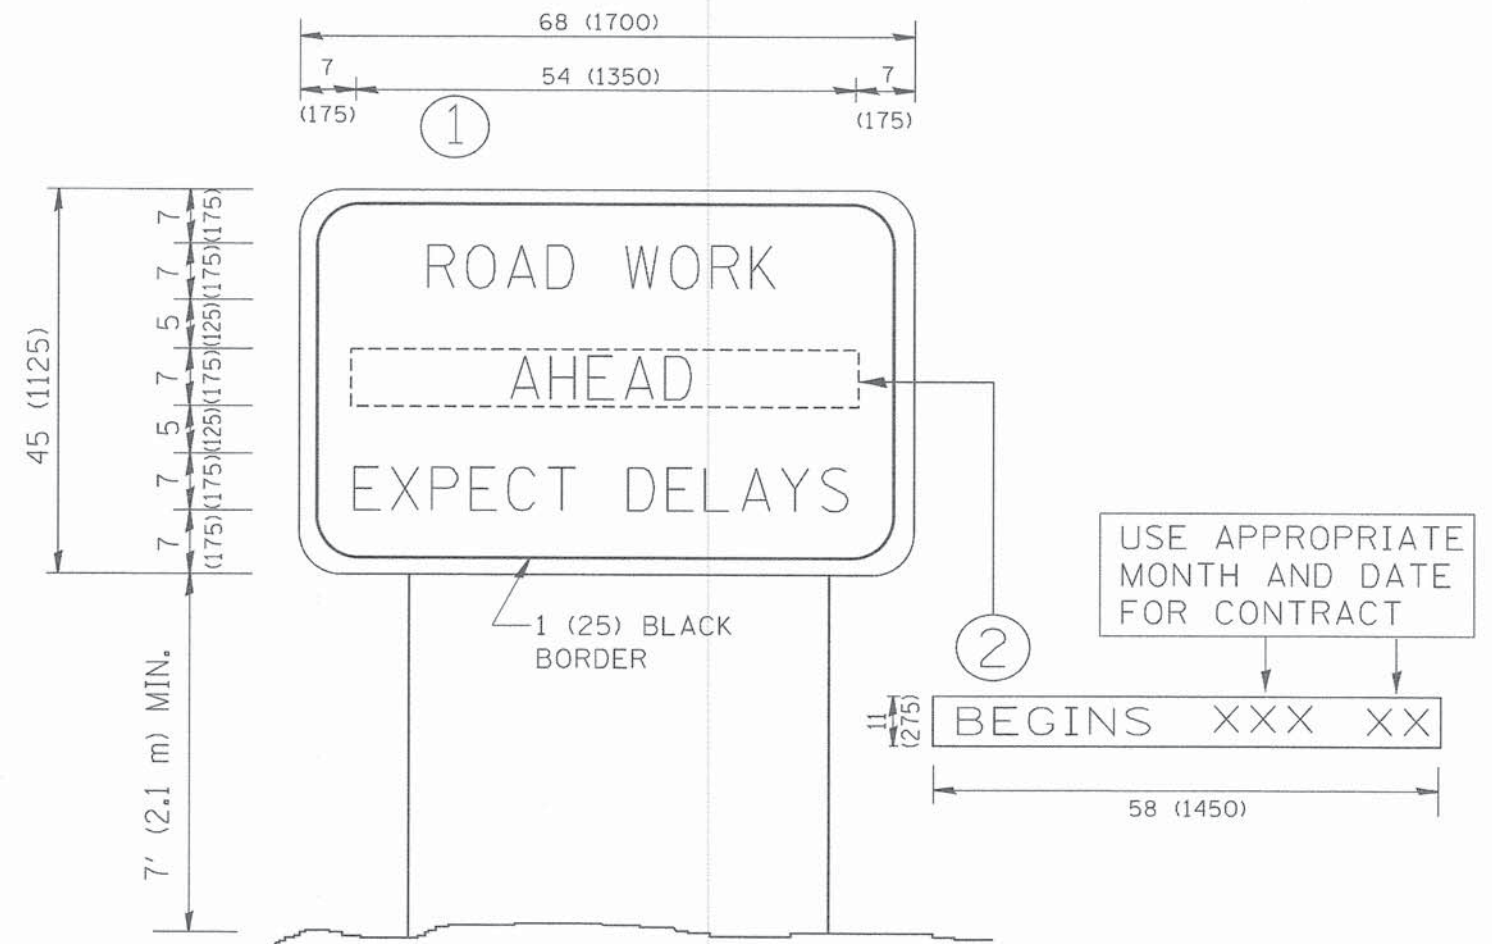 68 (1700)
7
54 (1350)
7
(175)
(175)
1
45 (1125)
7
(175)
7
(175)
5
(125)
7
(175)
5
(125)
7
(175)
7
(175)
ROAD WORK
AHEAD
EXPECT DELAYS
1 (25) BLACK
BORDER
7' (2.1 m) MIN.
2
USE APPROPRIATE
MONTH AND DATE
FOR CONTRACT
11
(275)
BEGINS XXX XX
58 (1450)